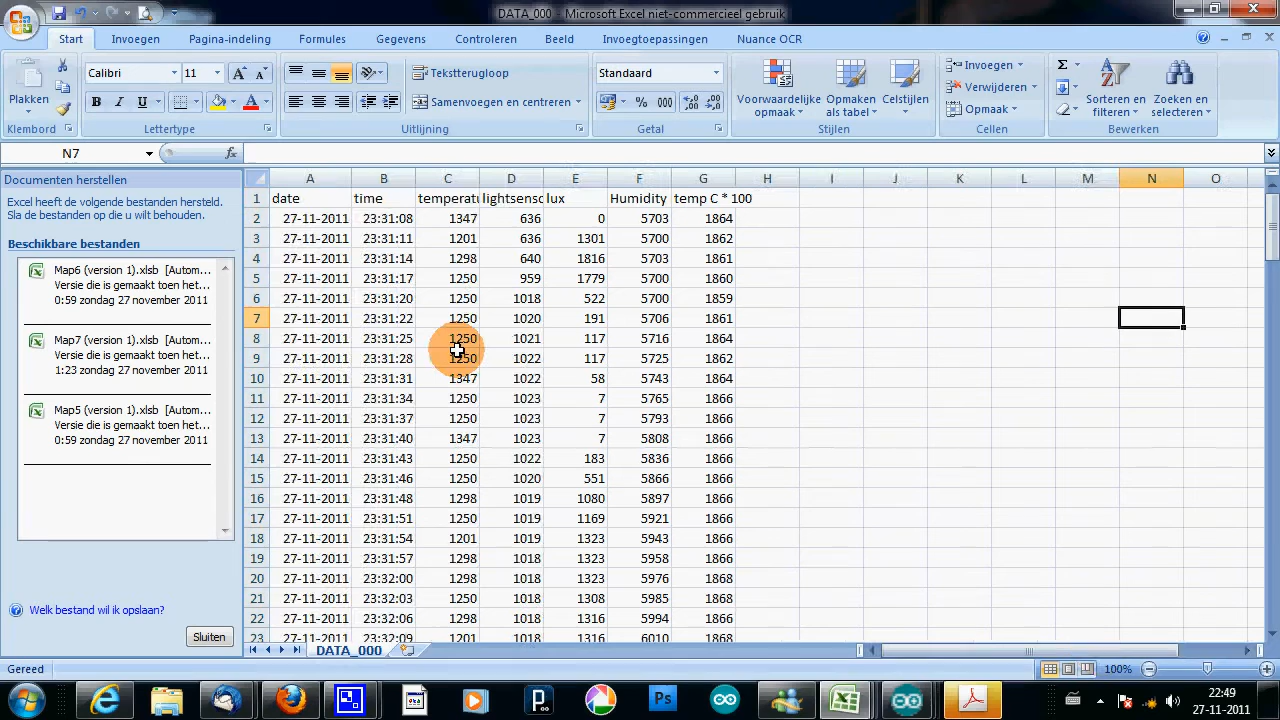 DATA_000 - Microsoft Excel niet-commercieel gebruik
Start Invoegen Pagina-indeling Formules Gegevens Controleren Beeld Invoegtoepassingen Nuance OCR
Plakken
Klembord
Calibri 11
B I U A
Lettertype
Tekstterugloop
Samenvoegen en centreren
Uitlijning
Standaard
% 000
Getal
Voorwaardelijke opmaak
Opmaken als tabel
Celstijlen
Stijlen
Invoegen
Verwijderen
Opmaak
Cellen
Σ
Sorteren en filteren
Zoeken en selecteren
Bewerken
N7 fx
Documenten herstellen
Excel heeft de volgende bestanden hersteld.
Sla de bestanden op die u wilt behouden.
Beschikbare bestanden
Map6 (version 1).xlsb [Autom...
Versie die is gemaakt toen het...
0:59 zondag 27 november 2011
Map7 (version 1).xlsb [Autom...
Versie die is gemaakt toen het...
1:23 zondag 27 november 2011
Map5 (version 1).xlsb [Autom...
Versie die is gemaakt toen het...
0:59 zondag 27 november 2011
Welk bestand wil ik opslaan?
Sluiten
A B C D E F G H I J K L M N O
1 date time temperatu lightsenso lux Humidity temp C * 100
2 27-11-2011 23:31:08 1347 636 0 5703 1864
3 27-11-2011 23:31:11 1201 636 1301 5700 1862
4 27-11-2011 23:31:14 1298 640 1816 5703 1861
5 27-11-2011 23:31:17 1250 959 1779 5700 1860
6 27-11-2011 23:31:20 1250 1018 522 5700 1859
7 27-11-2011 23:31:22 1250 1020 191 5706 1861
8 27-11-2011 23:31:25 1250 1021 117 5716 1864
9 27-11-2011 23:31:28 1250 1022 117 5725 1862
10 27-11-2011 23:31:31 1347 1022 58 5743 1864
11 27-11-2011 23:31:34 1250 1023 7 5765 1866
12 27-11-2011 23:31:37 1250 1023 7 5793 1866
13 27-11-2011 23:31:40 1347 1023 7 5808 1866
14 27-11-2011 23:31:43 1250 1022 183 5836 1866
15 27-11-2011 23:31:46 1250 1020 551 5866 1866
16 27-11-2011 23:31:48 1298 1019 1080 5897 1866
17 27-11-2011 23:31:51 1250 1019 1169 5921 1866
18 27-11-2011 23:31:54 1201 1019 1323 5943 1866
19 27-11-2011 23:31:57 1298 1018 1323 5958 1866
20 27-11-2011 23:32:00 1298 1018 1323 5976 1868
21 27-11-2011 23:32:03 1250 1018 1308 5985 1868
22 27-11-2011 23:32:06 1298 1018 1316 5994 1866
23 27-11-2011 23:32:09 1201 1018 1316 6010 1868
DATA_000
Gereed 100%
22:49
27-11-2011